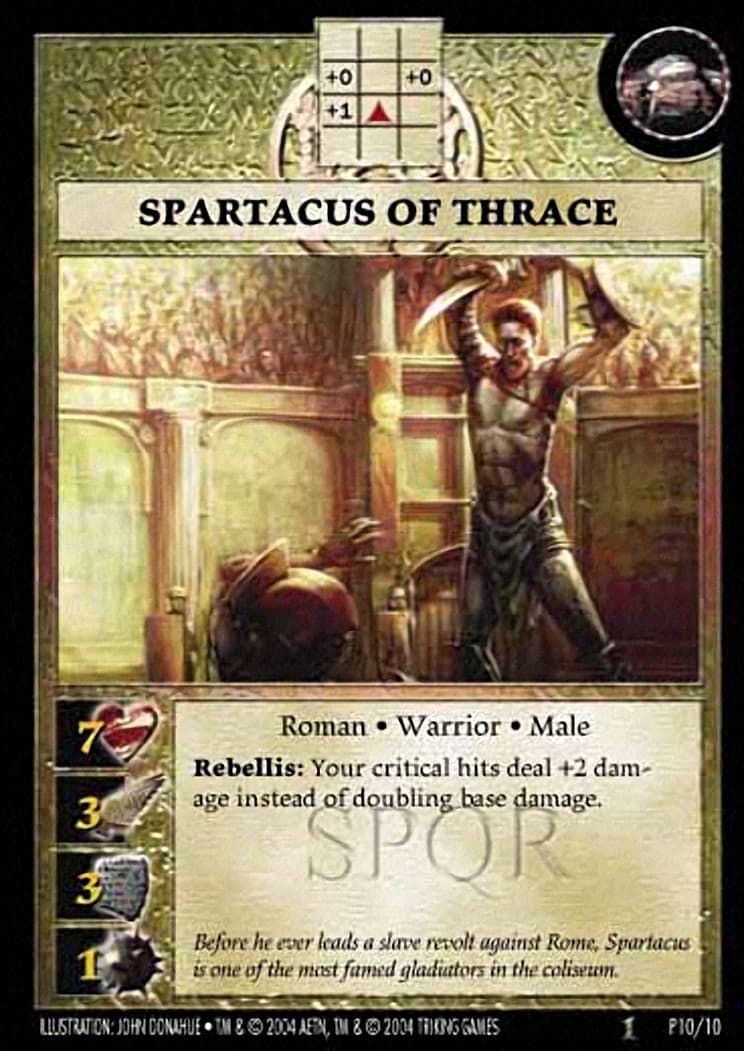 +0 +0
+1
SPARTACUS OF THRACE
7
Roman • Warrior • Male
Rebellis: Your critical hits deal +2 dam-
age instead of doubling base damage.
3
SPQR
3
Before he ever leads a slave revolt against Rome, Spartacus
is one of the most famed gladiators in the coliseum.
1
ILLUSTRATION: JOHN DONAHUE • TM & © 2004 AETN, TM & © 2004 TRIKING GAMES 1 P10/10